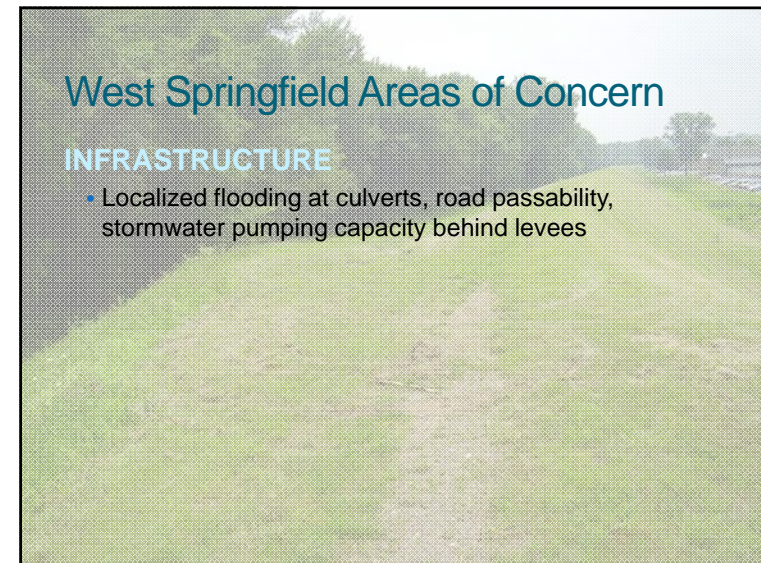 West Springfield Areas of Concern
INFRASTRUCTURE
• Localized flooding at culverts, road passability,
stormwater pumping capacity behind levees